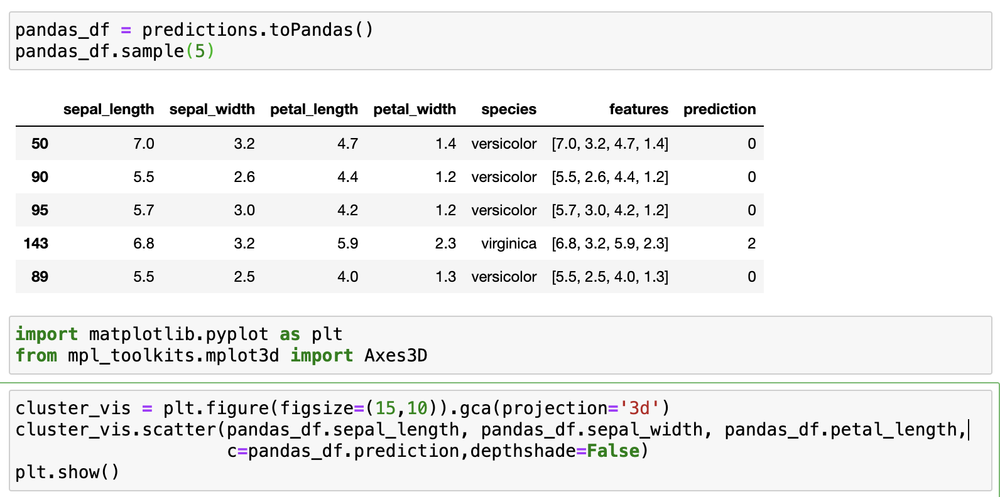 pandas_df = predictions.toPandas()
pandas_df.sample(5)
sepal_length sepal_width petal_length petal_width species features prediction
50 7.0 3.2 4.7 1.4 versicolor [7.0, 3.2, 4.7, 1.4] 0
90 5.5 2.6 4.4 1.2 versicolor [5.5, 2.6, 4.4, 1.2] 0
95 5.7 3.0 4.2 1.2 versicolor [5.7, 3.0, 4.2, 1.2] 0
143 6.8 3.2 5.9 2.3 virginica [6.8, 3.2, 5.9, 2.3] 2
89 5.5 2.5 4.0 1.3 versicolor [5.5, 2.5, 4.0, 1.3] 0
import matplotlib.pyplot as plt
from mpl_toolkits.mplot3d import Axes3D
cluster_vis = plt.figure(figsize=(15,10)).gca(projection='3d')
cluster_vis.scatter(pandas_df.sepal_length, pandas_df.sepal_width, pandas_df.petal_length,
c=pandas_df.prediction,depthshade=False)
plt.show()